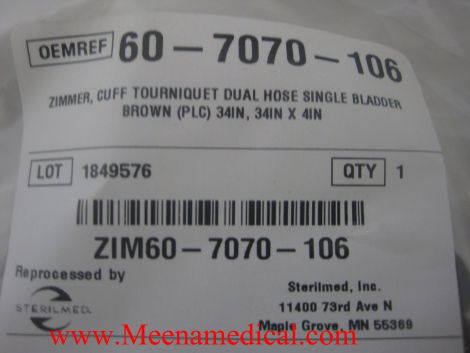 OEMREF 60-7070-106
ZIMMER, CUFF TOURNIQUET DUAL HOSE SINGLE BLADDER
BROWN (PLC) 34IN, 34IN X 4IN
LOT 1849576 QTY 1
ZIM60-7070-106
Reprocessed by
STERILMED.
Sterilmed, Inc.
11400 73rd Ave N
Maple Grove, MN 55369
www.Meenamedical.com